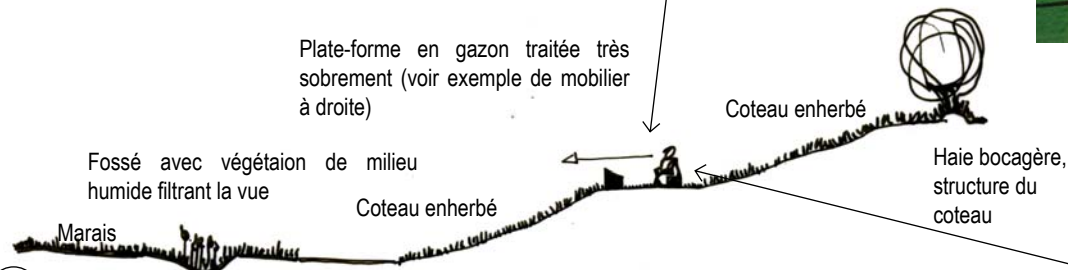 Plate-forme en gazon traitée très
sobrement (voir exemple de mobilier
à droite)
Coteau enherbé
Fossé avec végétaion de milieu
humide filtrant la vue
Haie bocagère,
structure du
coteau
Coteau enherbé
Marais